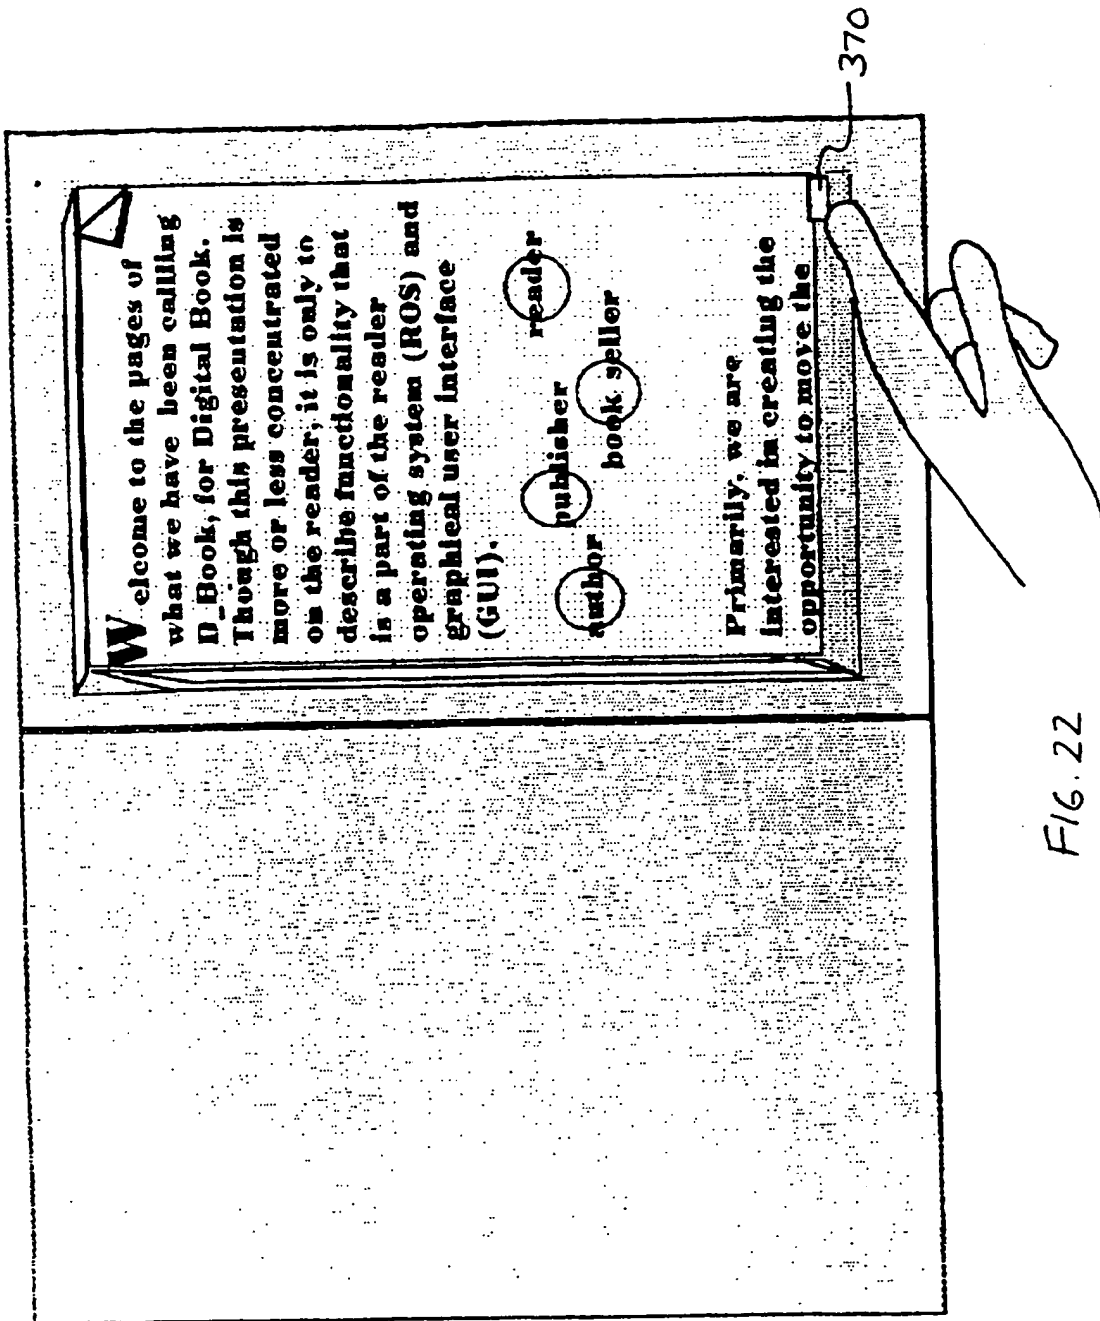 Welcome to the pages of
what we have been calling
D_Book, for Digital Book.
Though this presentation is
more or less concentrated
on the reader, it is only to
describe functionality that
is a part of the reader
operating system (ROS) and
graphical user interface
(GUI).
author publisher reader
book seller
Primarily, we are
interested in creating the
opportunity to move the
370
FIG. 22